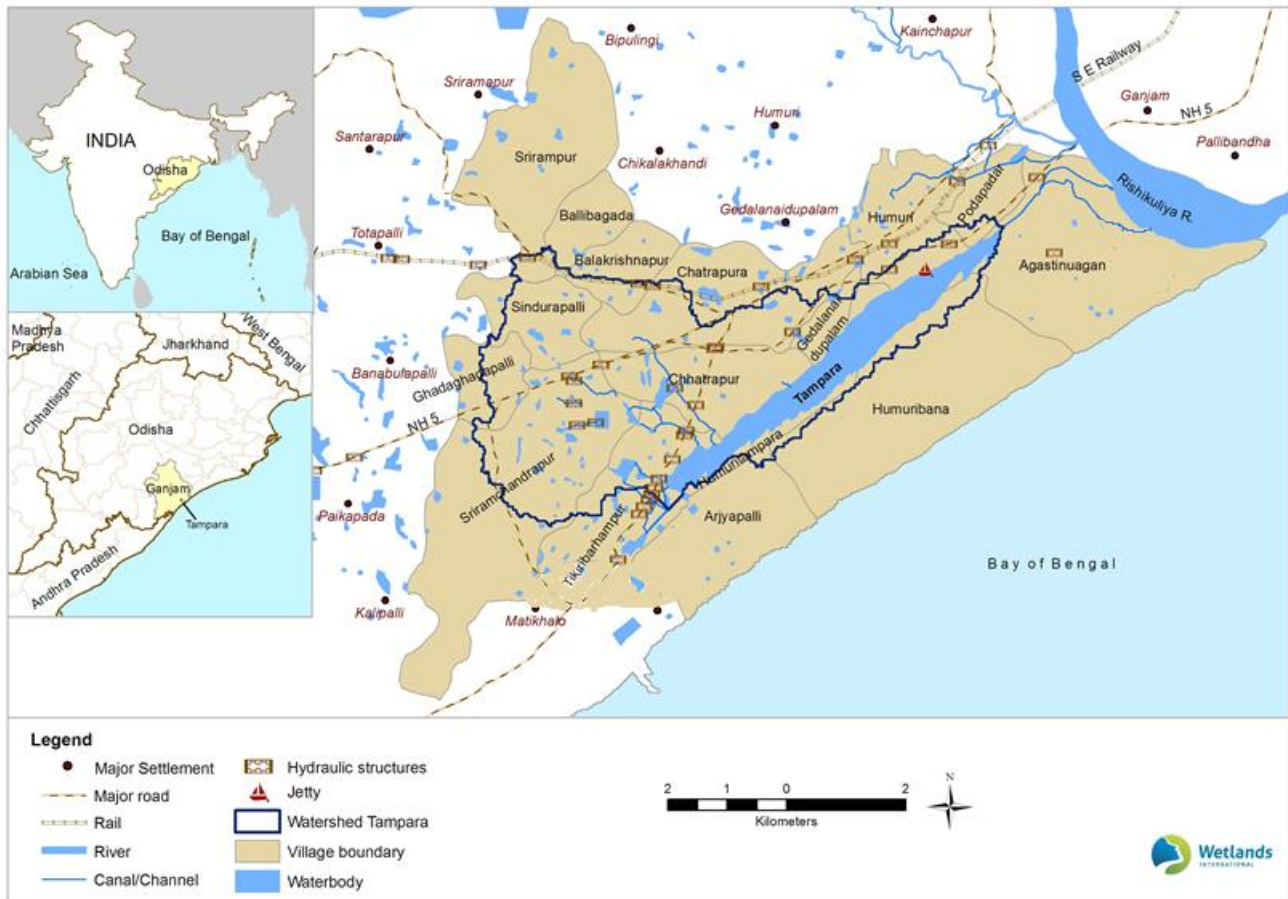 INDIA
Odisha
Bay of Bengal
Arabian Sea
Madhya
Pradesh
Jharkhand
West Bengal
Chhattisgarh
Odisha
Ganjam
Tampara
Andhra Pradesh
Bipulingi
Kainchapur
S E Railway
Sriramapur
Ganjam
NH 5
Humuri
Santarapur
Srirampur
Chikalakhandi
Pallibandha
Podapadar
Rishikuliya R.
Ballibagada
Gedalanaidupalam
Humuri
Totapalli
Balakrishnapur
Chatrapura
Agastinuagan
Sindurapalli
Gedalanai
dupalam
Banabulapalli
Ghadaghadapalli
Chhatrapur
Tampara
NH 5
Humuribana
Humuritampara
Sriramchandrapur
Paikapada
Tikiribarhampur
Arjyapalli
Bay of Bengal
Kalipalli
Matikhalo
Legend
Major Settlement
Major road
Rail
River
Canal/Channel
Hydraulic structures
Jetty
Watershed Tampara
Village boundary
Waterbody
2 1 0 2
Kilometers
N
Wetlands
INTERNATIONAL